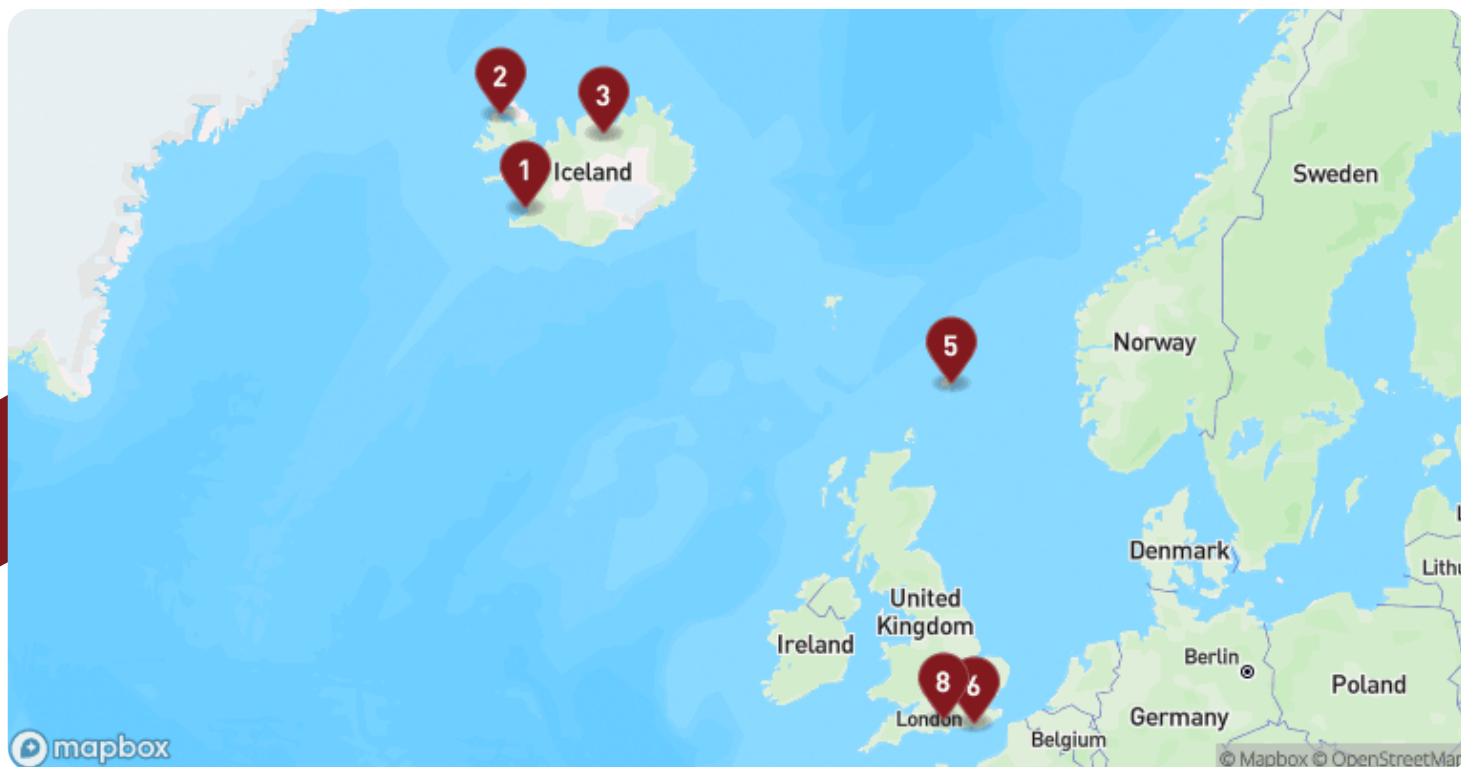 2
3
1
Iceland
Sweden
5
Norway
Denmark
United
Kingdom
Ireland
8
6
London
Berlin
Poland
Germany
Belgium
mapbox
© Mapbox © OpenStreetMap